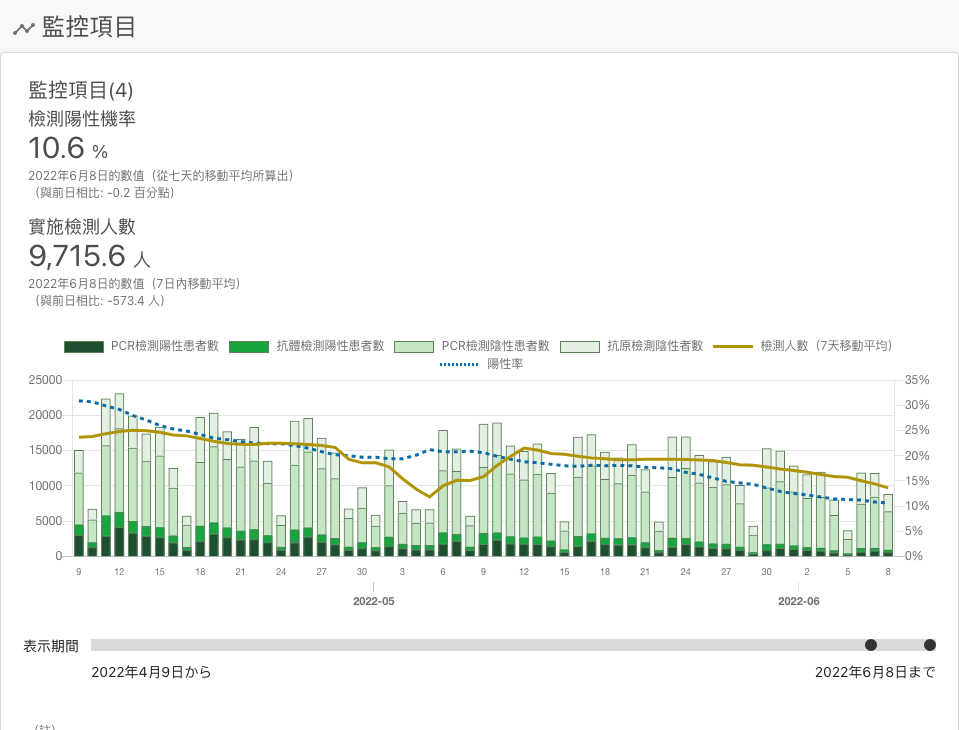 監控項目
監控項目(4)
檢測陽性機率
10.6 %
2022年6月8日的數值（從七天的移動平均所算出）
（與前日相比: -0.2 百分點）
實施檢測人數
9,715.6 人
2022年6月8日的數值（7日內移動平均）
（與前日相比: -573.4 人）
PCR檢測陽性患者數 抗體檢測陽性患者數 PCR檢測陰性患者數 抗原檢測陰性者數 檢測人數（7天移動平均）
陽性率
25000 35%
30%
20000
25%
15000 20%
15%
10000
10%
5000
5%
0 0%
9 12 15 18 21 24 27 30 3 6 9 12 15 18 21 24 27 30 2 5 8
2022-05 2022-06
表示期間
2022年4月9日から 2022年6月8日まで
（註）